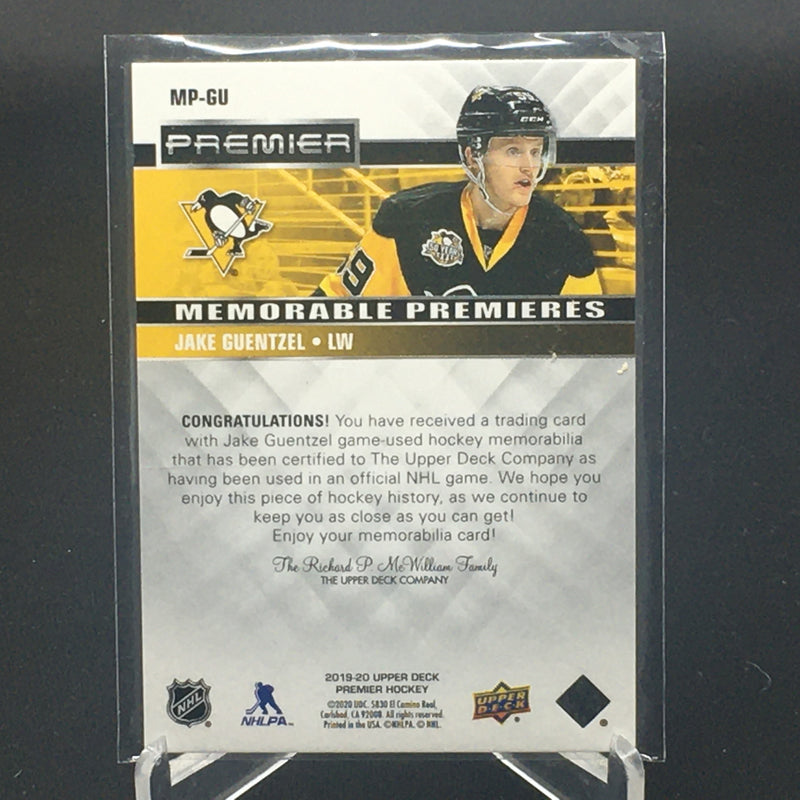 MP-GU
PREMIER
CCM
50 YEARS
MEMORABLE PREMIERES
JAKE GUENTZEL • LW
CONGRATULATIONS! You have received a trading card
with Jake Guentzel game-used hockey memorabilia
that has been certified to The Upper Deck Company as
having been used in an official NHL game. We hope you
enjoy this piece of hockey history, as we continue to
keep you as close as you can get!
Enjoy your memorabilia card!
The Richard P. McWilliam Family
THE UPPER DECK COMPANY
NHL
NHLPA
2019-20 UPPER DECK
PREMIER HOCKEY
©2020 UDC. 5830 El Camino Real,
Carlsbad, CA 92008. All rights reserved.
Printed in the USA. ©NHLPA. © NHL.
UPPER
DECK